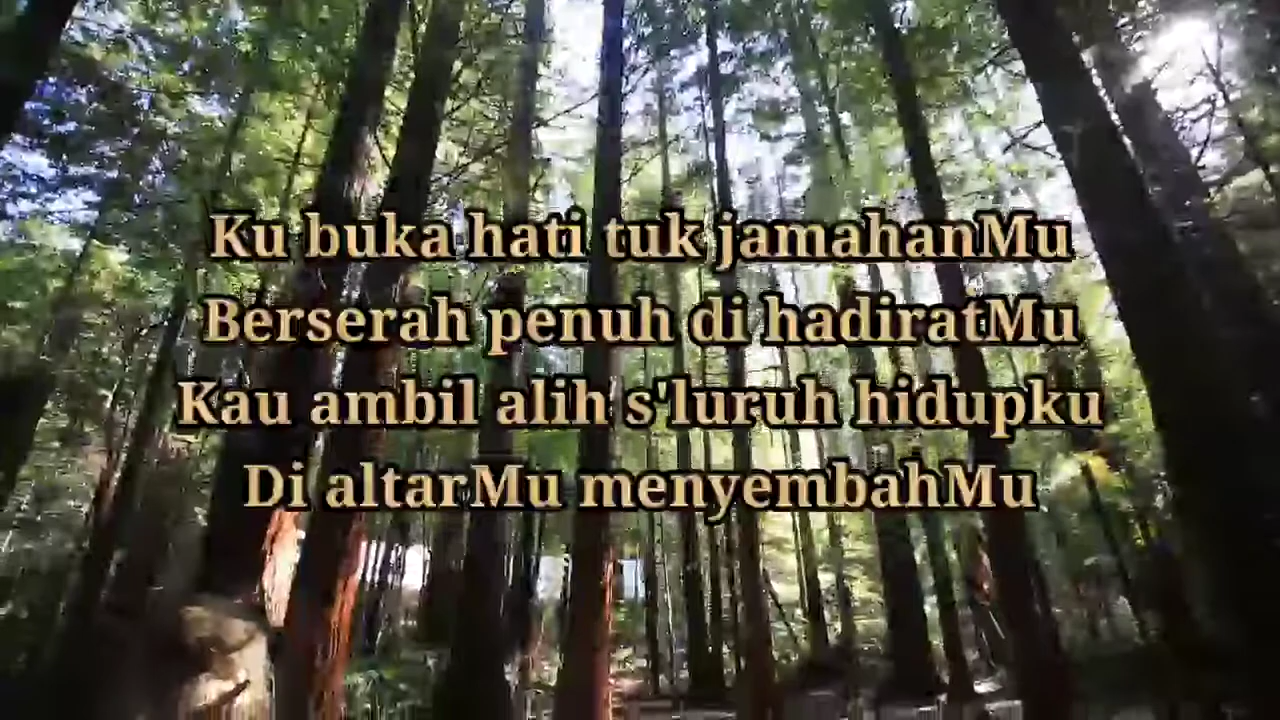 Ku buka hati tuk jamahanMu
Berserah penuh di hadiratMu
Kau ambil alih s'luruh hidupku
Di altarMu menyembahMu